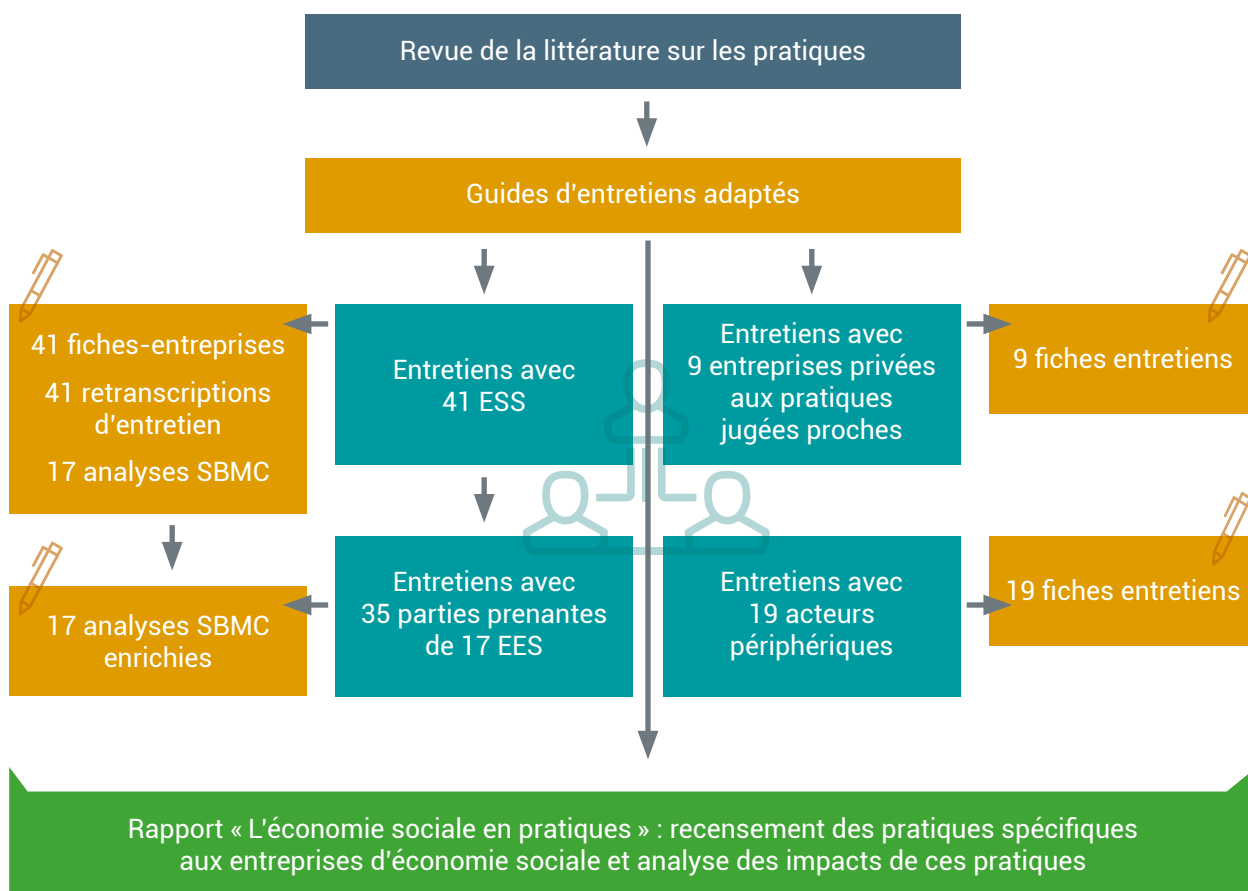 Revue de la littérature sur les pratiques
Guides d'entretiens adaptés
41 fiches-entreprises
41 retranscriptions
d'entretien
17 analyses SBMC
Entretiens avec
41 ESS
Entretiens avec
9 entreprises privées
aux pratiques
jugées proches
9 fiches entretiens
17 analyses SBMC
enrichies
Entretiens avec
35 parties prenantes
de 17 EES
Entretiens avec
19 acteurs
périphériques
19 fiches entretiens
Rapport « L'économie sociale en pratiques » : recensement des pratiques spécifiques
aux entreprises d'économie sociale et analyse des impacts de ces pratiques